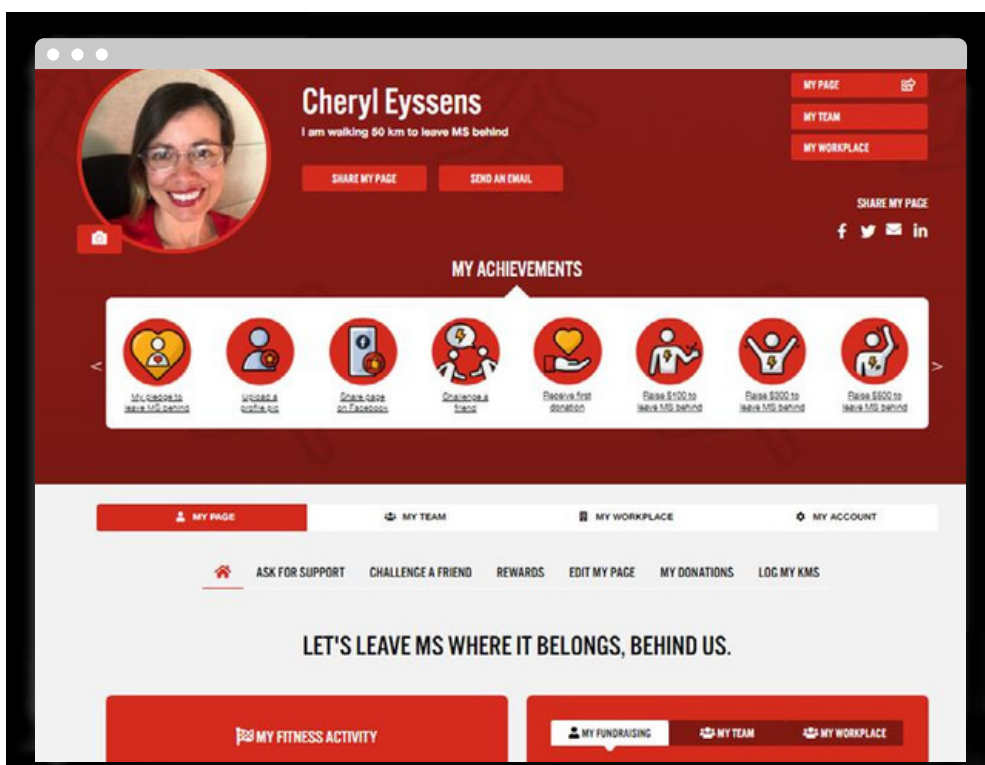 Cheryl Eyssens
I am walking 50 km to leave MS behind
SHARE MY PAGE
SEND AN EMAIL
MY PAGE
MY TEAM
MY WORKPLACE
SHARE MY PAGE
MY ACHIEVEMENTS
< >
My pledge to
leave MS behind
Upload a
profile pic
Share page
on Facebook
Challenge a
friend
Receive first
donation
Raise $100 to
leave MS behind
Raise $300 to
leave MS behind
Raise $500 to
leave MS behind
MY PAGE
MY TEAM
MY WORKPLACE
MY ACCOUNT
ASK FOR SUPPORT
CHALLENGE A FRIEND
REWARDS
EDIT MY PAGE
MY DONATIONS
LOG MY KMS
LET'S LEAVE MS WHERE IT BELONGS, BEHIND US.
MY FITNESS ACTIVITY
MY FUNDRAISING
MY TEAM
MY WORKPLACE